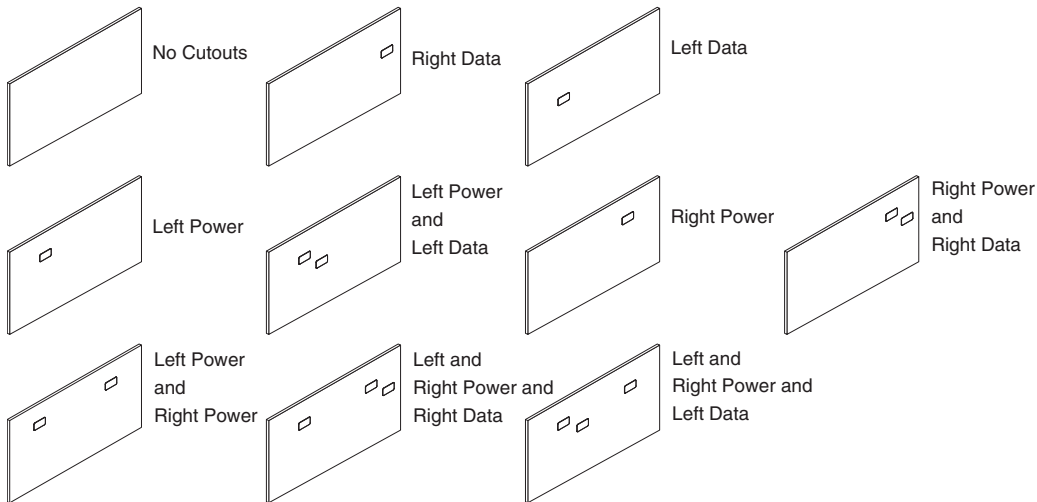 No Cutouts
Right Data
Left Data
Left Power
Left Power
and
Left Data
Right Power
Right Power
and
Right Data
Left Power
and
Right Power
Left and
Right Power and
Right Data
Left and
Right Power and
Left Data